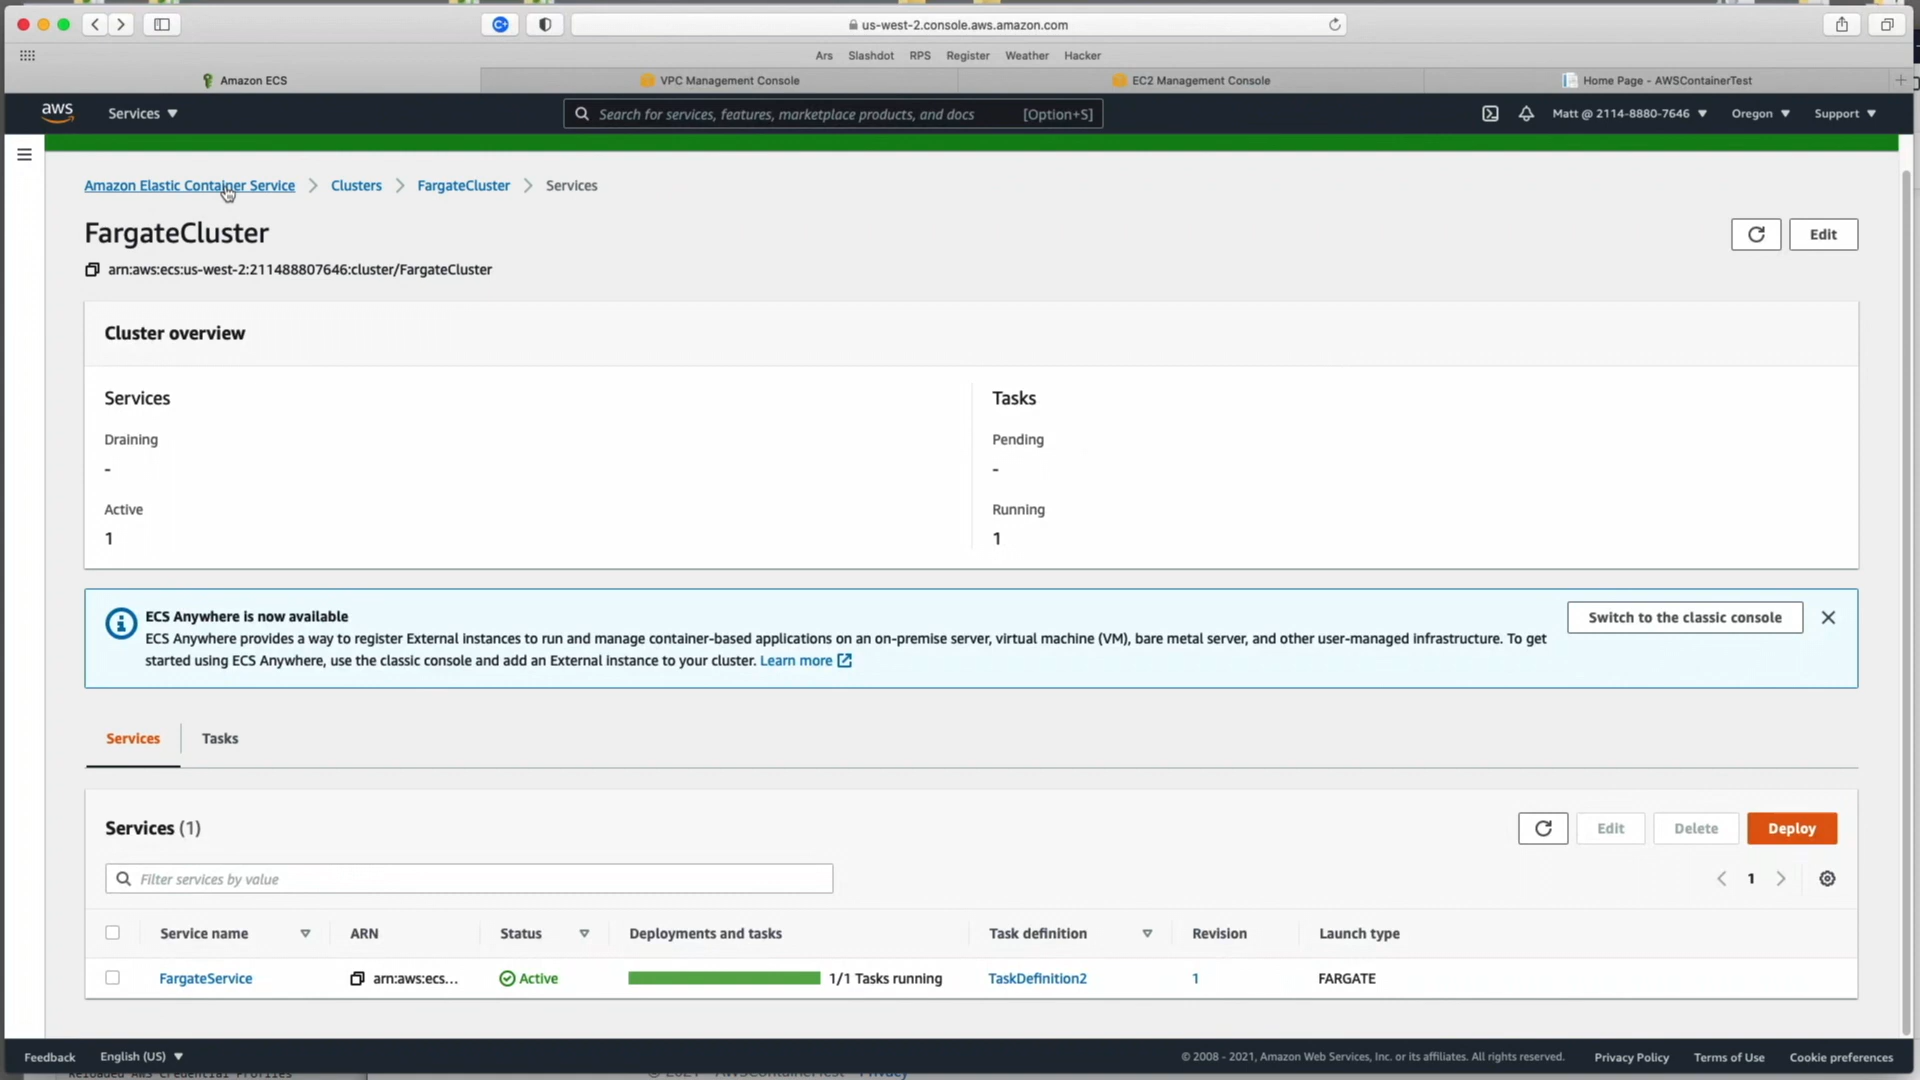 us-west-2.console.aws.amazon.com
Ars Slashdot RPS Register Weather Hacker
Amazon ECS VPC Management Console EC2 Management Console Home Page - AWSContainerTest
aws Services Search for services, features, marketplace products, and docs [Option+S] Matt @ 2114-8880-7646 Oregon Support
Amazon Elastic Container Service Clusters FargateCluster Services
FargateCluster
Edit
arn:aws:ecs:us-west-2:211488807646:cluster/FargateCluster
Cluster overview
Services Tasks
Draining Pending
- -
Active Running
1 1
ECS Anywhere is now available
Switch to the classic console
ECS Anywhere provides a way to register External instances to run and manage container-based applications on an on-premise server, virtual machine (VM), bare metal server, and other user-managed infrastructure. To get
started using ECS Anywhere, use the classic console and add an External instance to your cluster. Learn more
Services Tasks
Services (1) Edit Delete Deploy
Filter services by value 1
Service name ARN Status Deployments and tasks Task definition Revision Launch type
FargateService arn:aws:ecs... Active 1/1 Tasks running TaskDefinition2 1 FARGATE
Feedback English (US) © 2008 - 2021, Amazon Web Services, Inc. or its affiliates. All rights reserved. Privacy Policy Terms of Use Cookie preferences